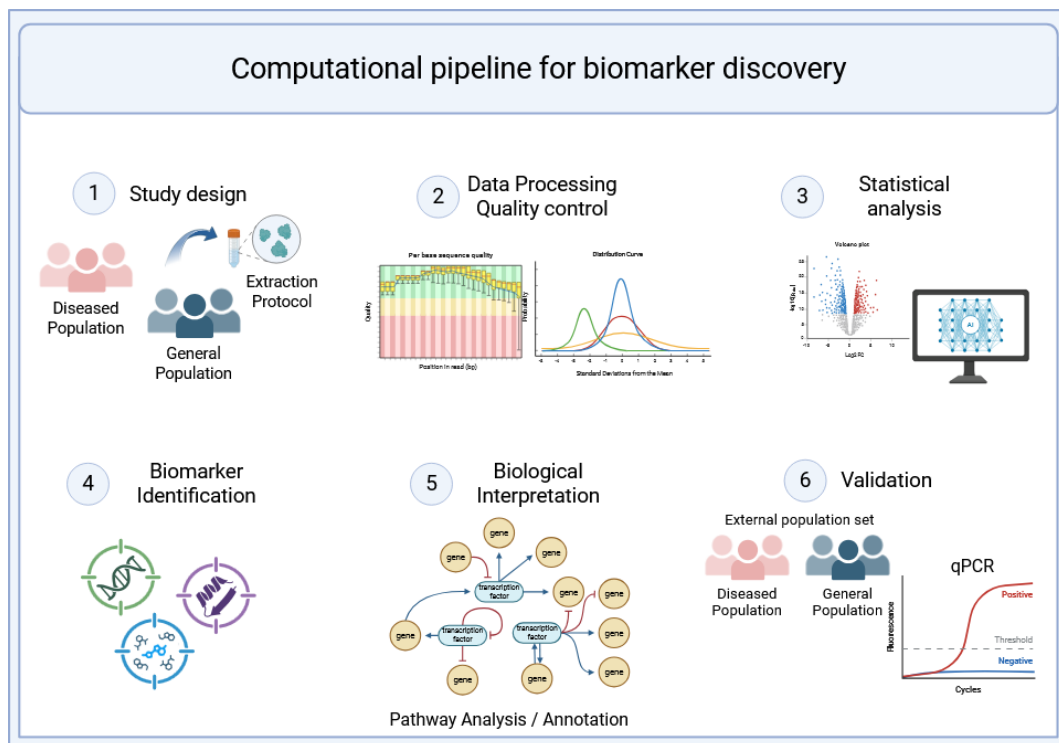 Computational pipeline for biomarker discovery
1
Study design
Diseased
Population
General
Population
Extraction
Protocol
2
Data Processing
Quality control
Per base sequence quality
Quality
Position in read (bp)
Distribution Curve
Probability
Standard Deviations from the Mean
3
Statistical
analysis
Volcano plot
Log2 FC
AI
4
Biomarker
Identification
5
Biological
Interpretation
gene
gene
gene
transcription
factor
gene
gene
gene
transcription
factor
transcription
factor
gene
gene
gene
gene
Pathway Analysis / Annotation
6
Validation
External population set
Diseased
Population
General
Population
qPCR
Positive
Threshold
Negative
Fluorescence
Cycles